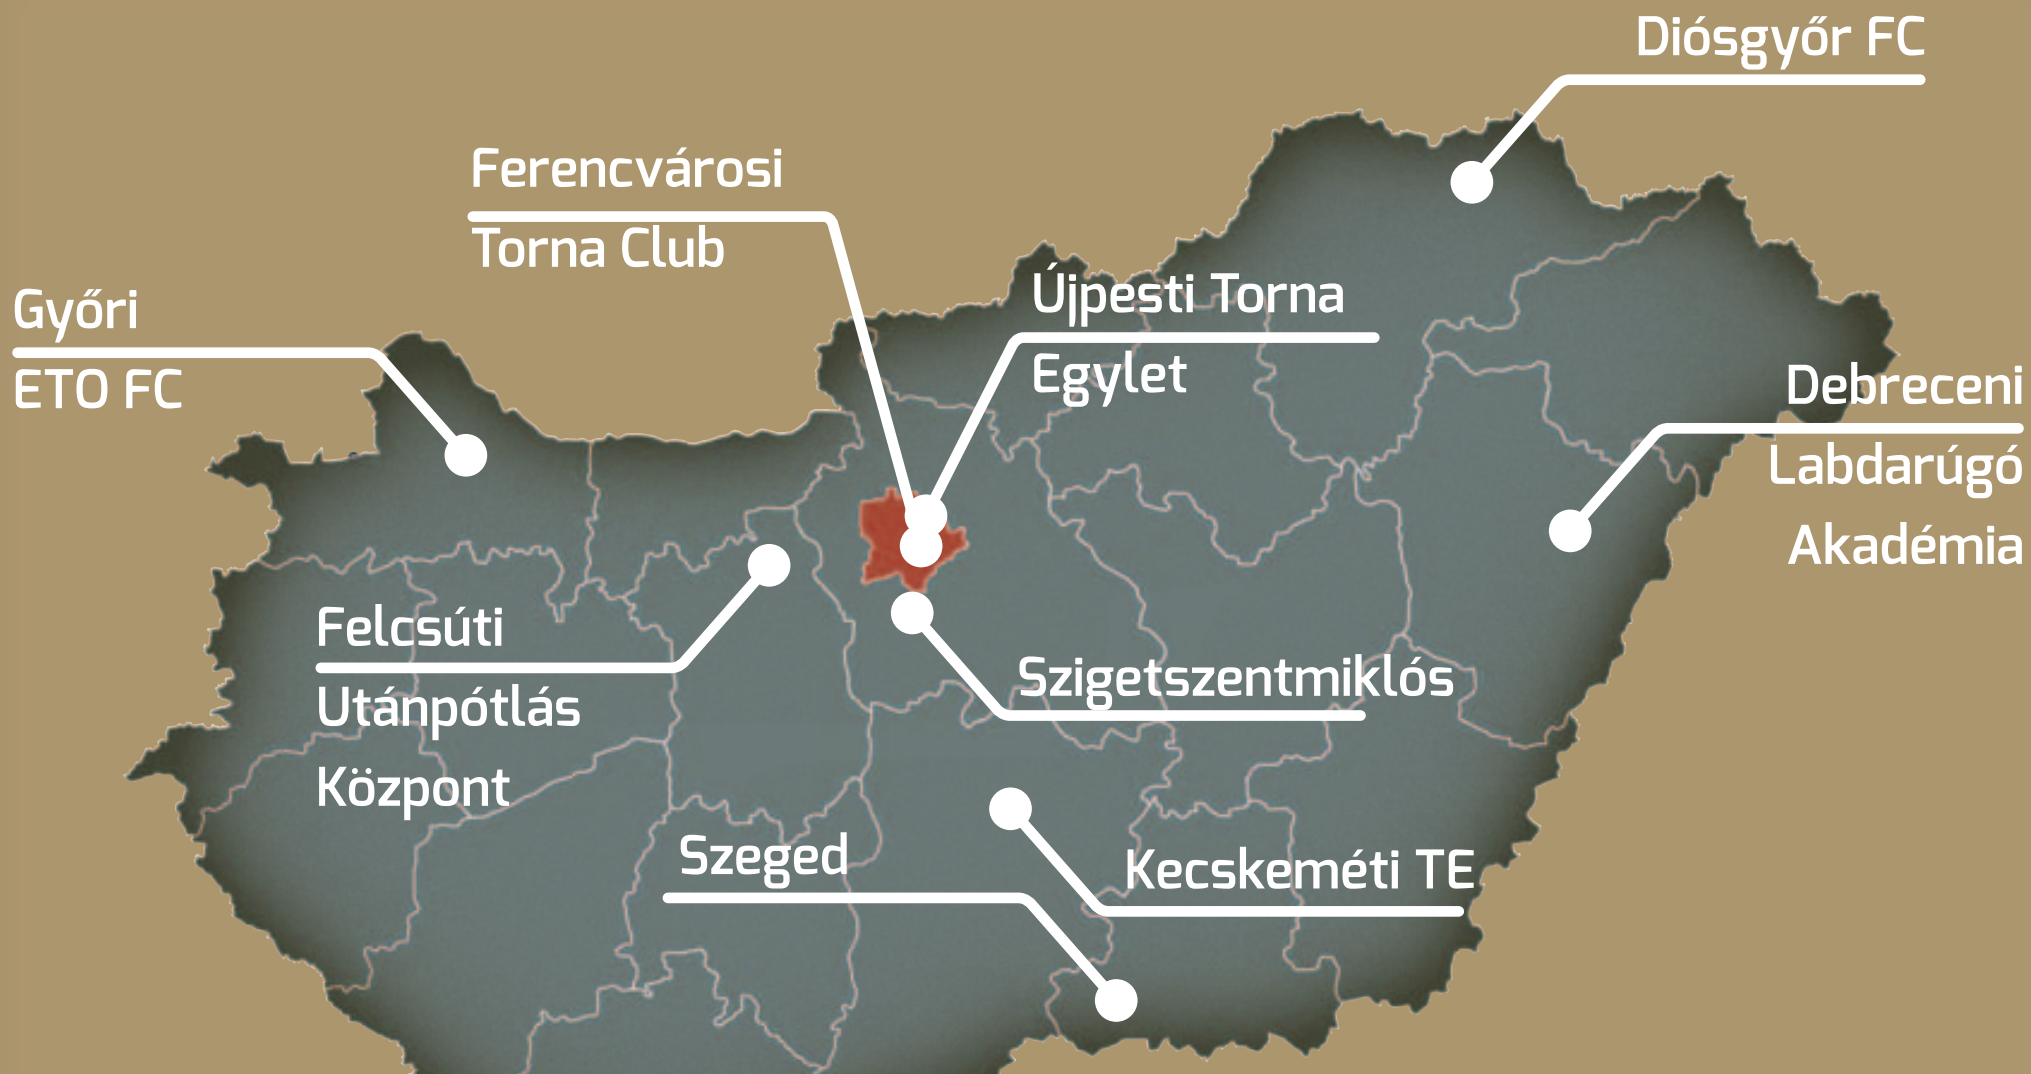 Diósgyőr FC
Ferencvárosi
Torna Club
Győri
ETO FC
Újpesti Torna
Egylet
Debreceni
Labdarúgó
Akadémia
Felcsúti
Utánpótlás
Központ
Szigetszentmiklós
Szeged
Kecskeméti TE